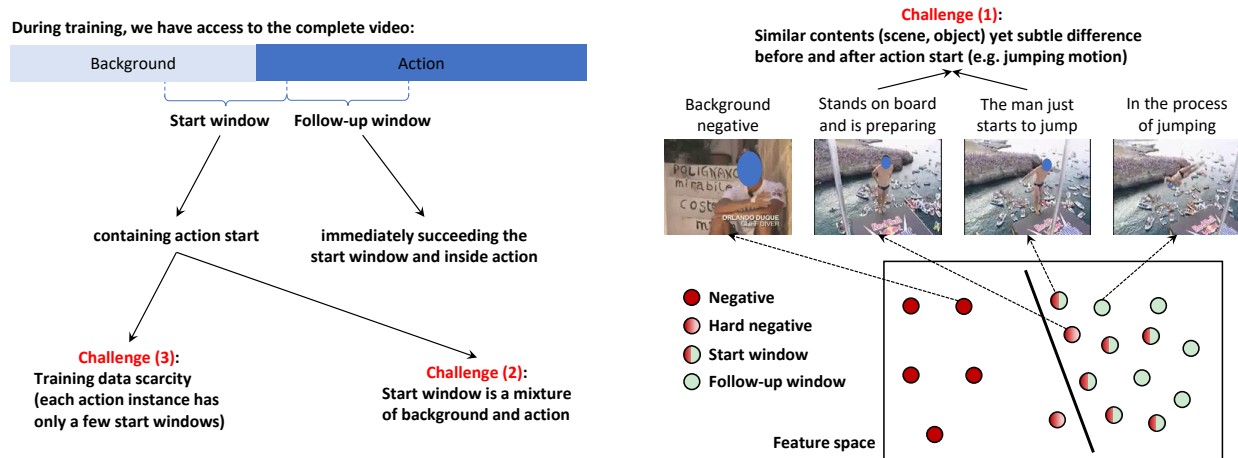 During training, we have access to the complete video:
Background
Action
Start window
Follow-up window
containing action start
immediately succeeding the
start window and inside action
Challenge (3):
Training data scarcity
(each action instance has
only a few start windows)
Challenge (2):
Start window is a mixture
of background and action
Challenge (1):
Similar contents (scene, object) yet subtle difference
before and after action start (e.g. jumping motion)
Background
negative
Stands on board
and is preparing
The man just
starts to jump
In the process
of jumping
POLIGNANO
mirabile
cost
ORLANDO DUQUE
CLIFF DIVER
Negative
Hard negative
Start window
Follow-up window
Feature space